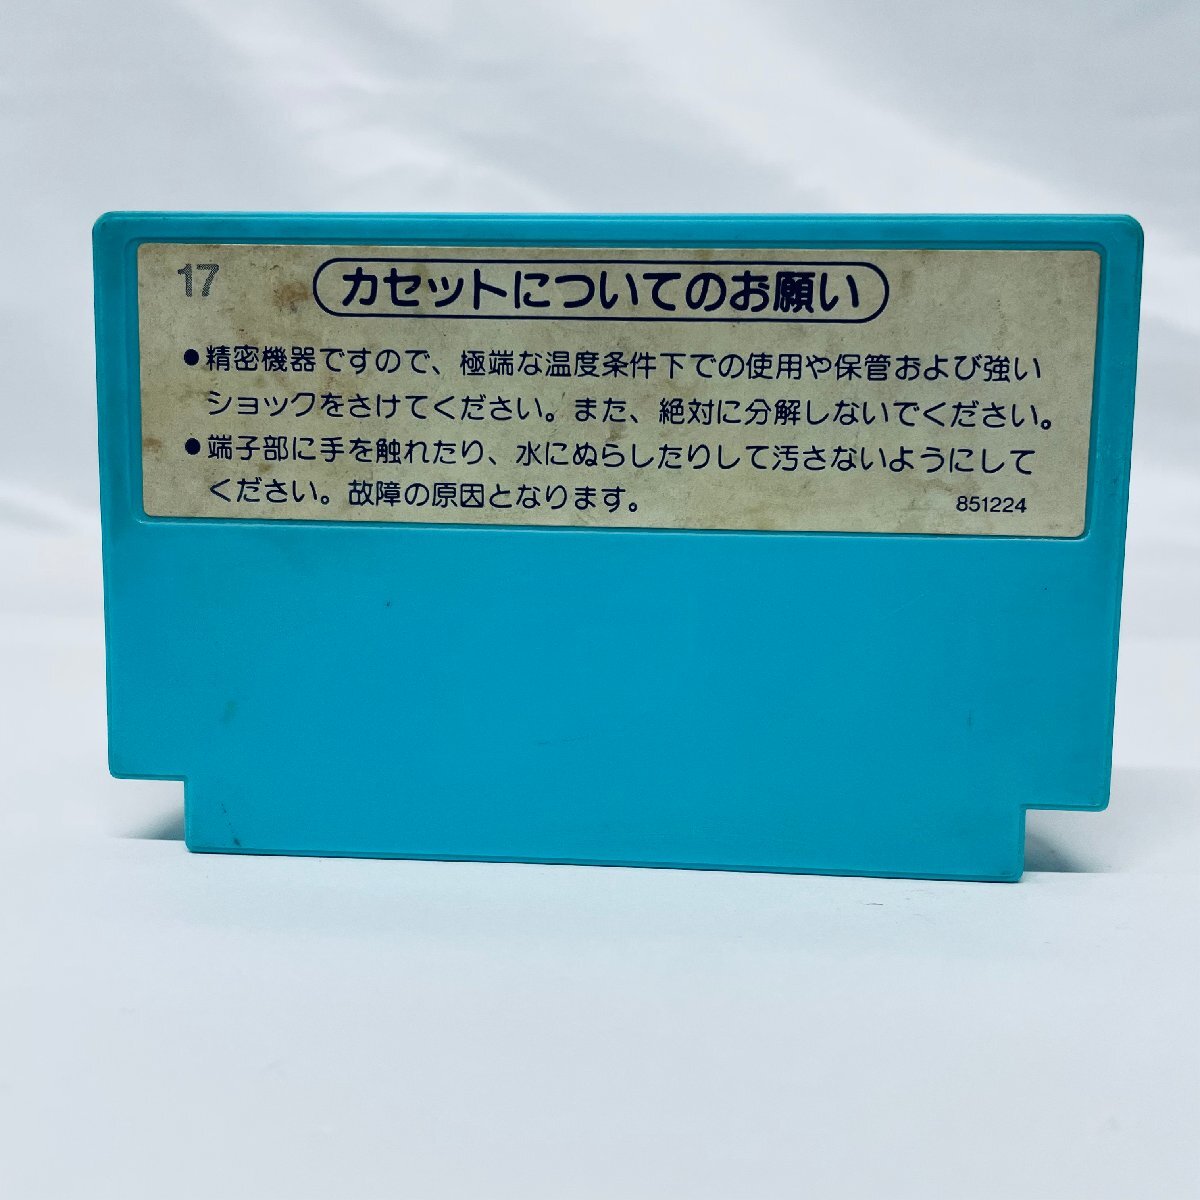 17
カセットについてのお願い
●精密機器ですので、極端な温度条件下での使用や保管および強い
ショックをさけてください。また、絶対に分解しないでください。
●端子部に手を触れたり、水にぬらしたりして汚さないようにして
ください。故障の原因となります。
851224